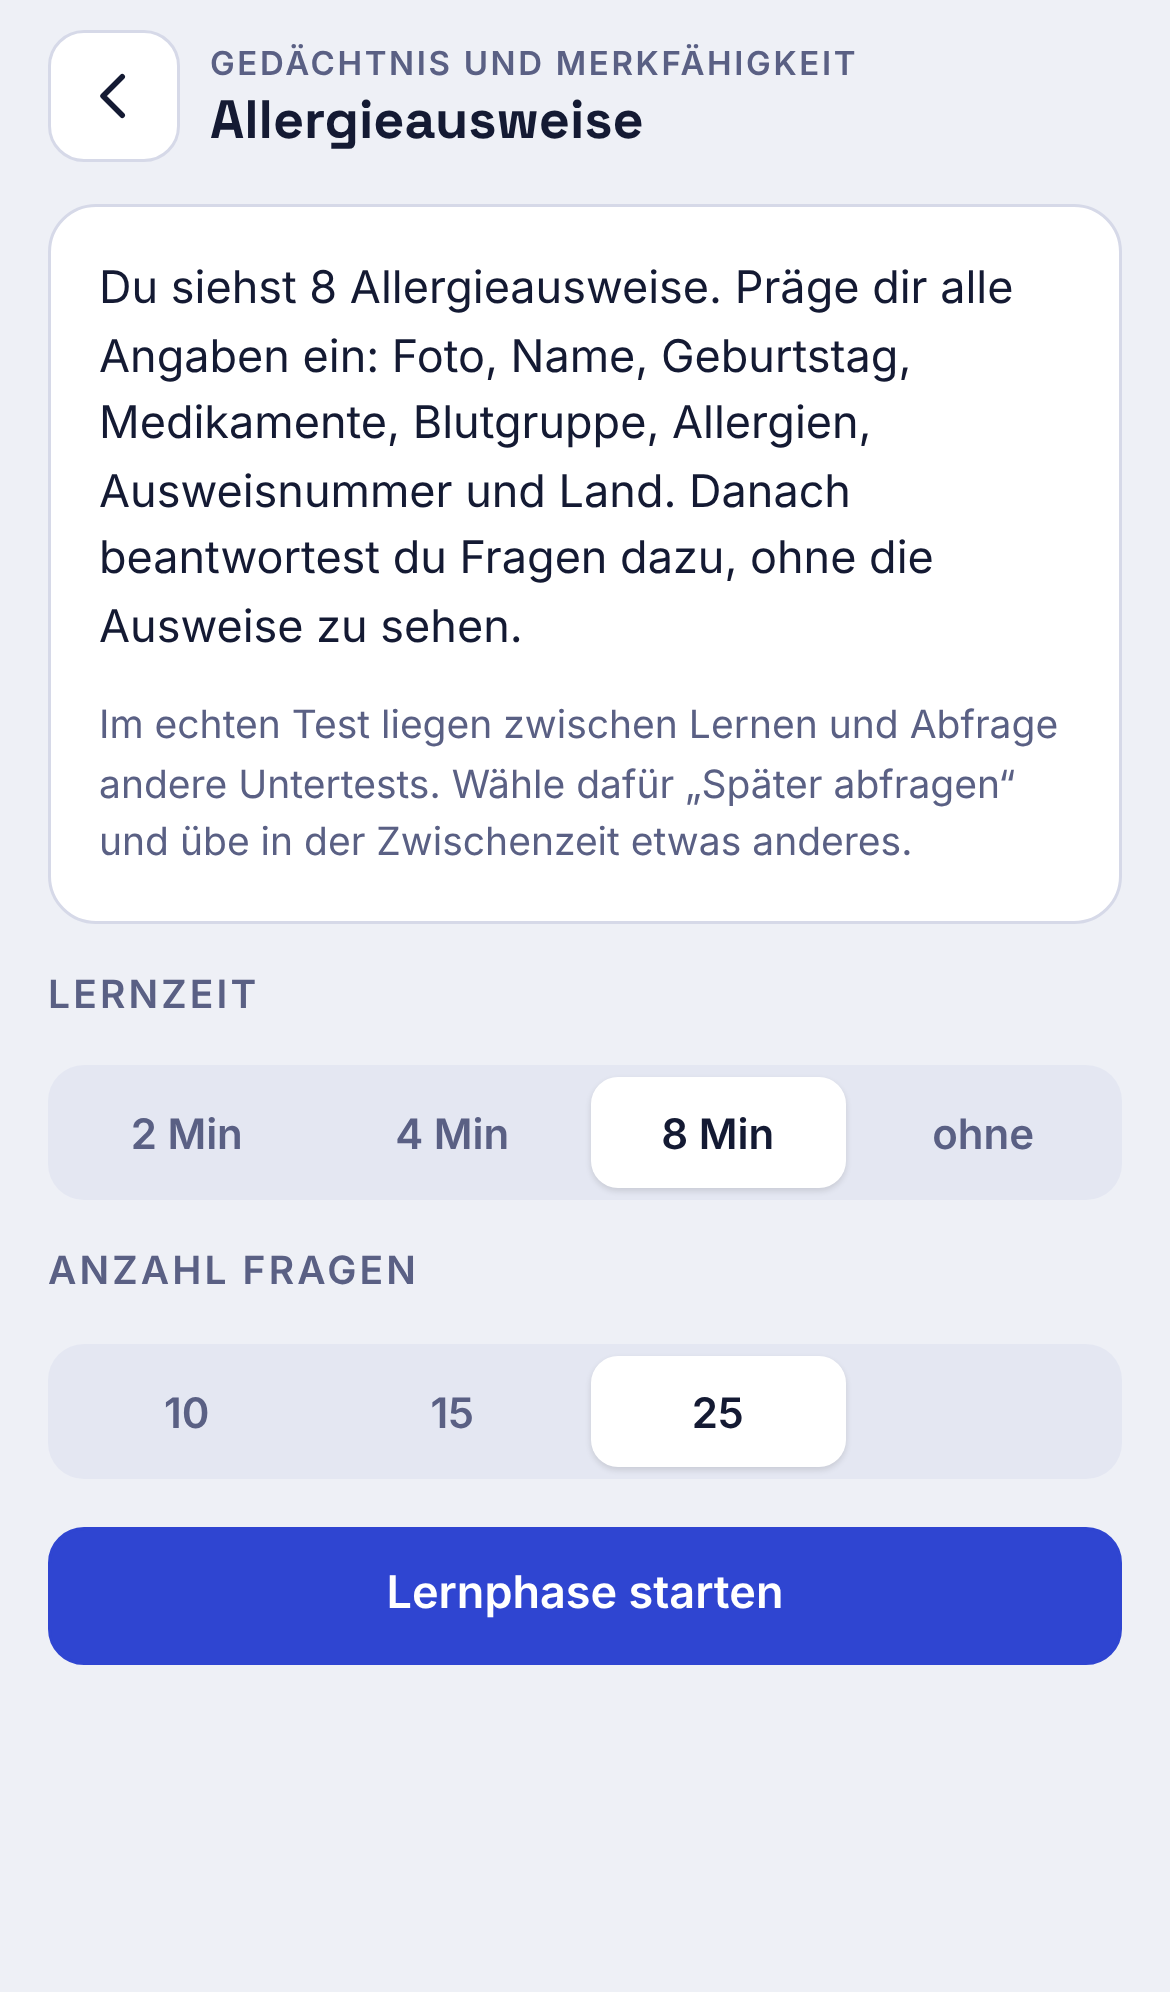 GEDÄCHTNIS UND MERKFÄHIGKEIT
Allergieausweise
Du siehst 8 Allergieausweise. Präge dir alle
Angaben ein: Foto, Name, Geburtstag,
Medikamente, Blutgruppe, Allergien,
Ausweisnummer und Land. Danach
beantwortest du Fragen dazu, ohne die
Ausweise zu sehen.
Im echten Test liegen zwischen Lernen und Abfrage
andere Untertests. Wähle dafür „Später abfragen“
und übe in der Zwischenzeit etwas anderes.
LERNZEIT
2 Min 4 Min 8 Min ohne
ANZAHL FRAGEN
10 15 25
Lernphase starten